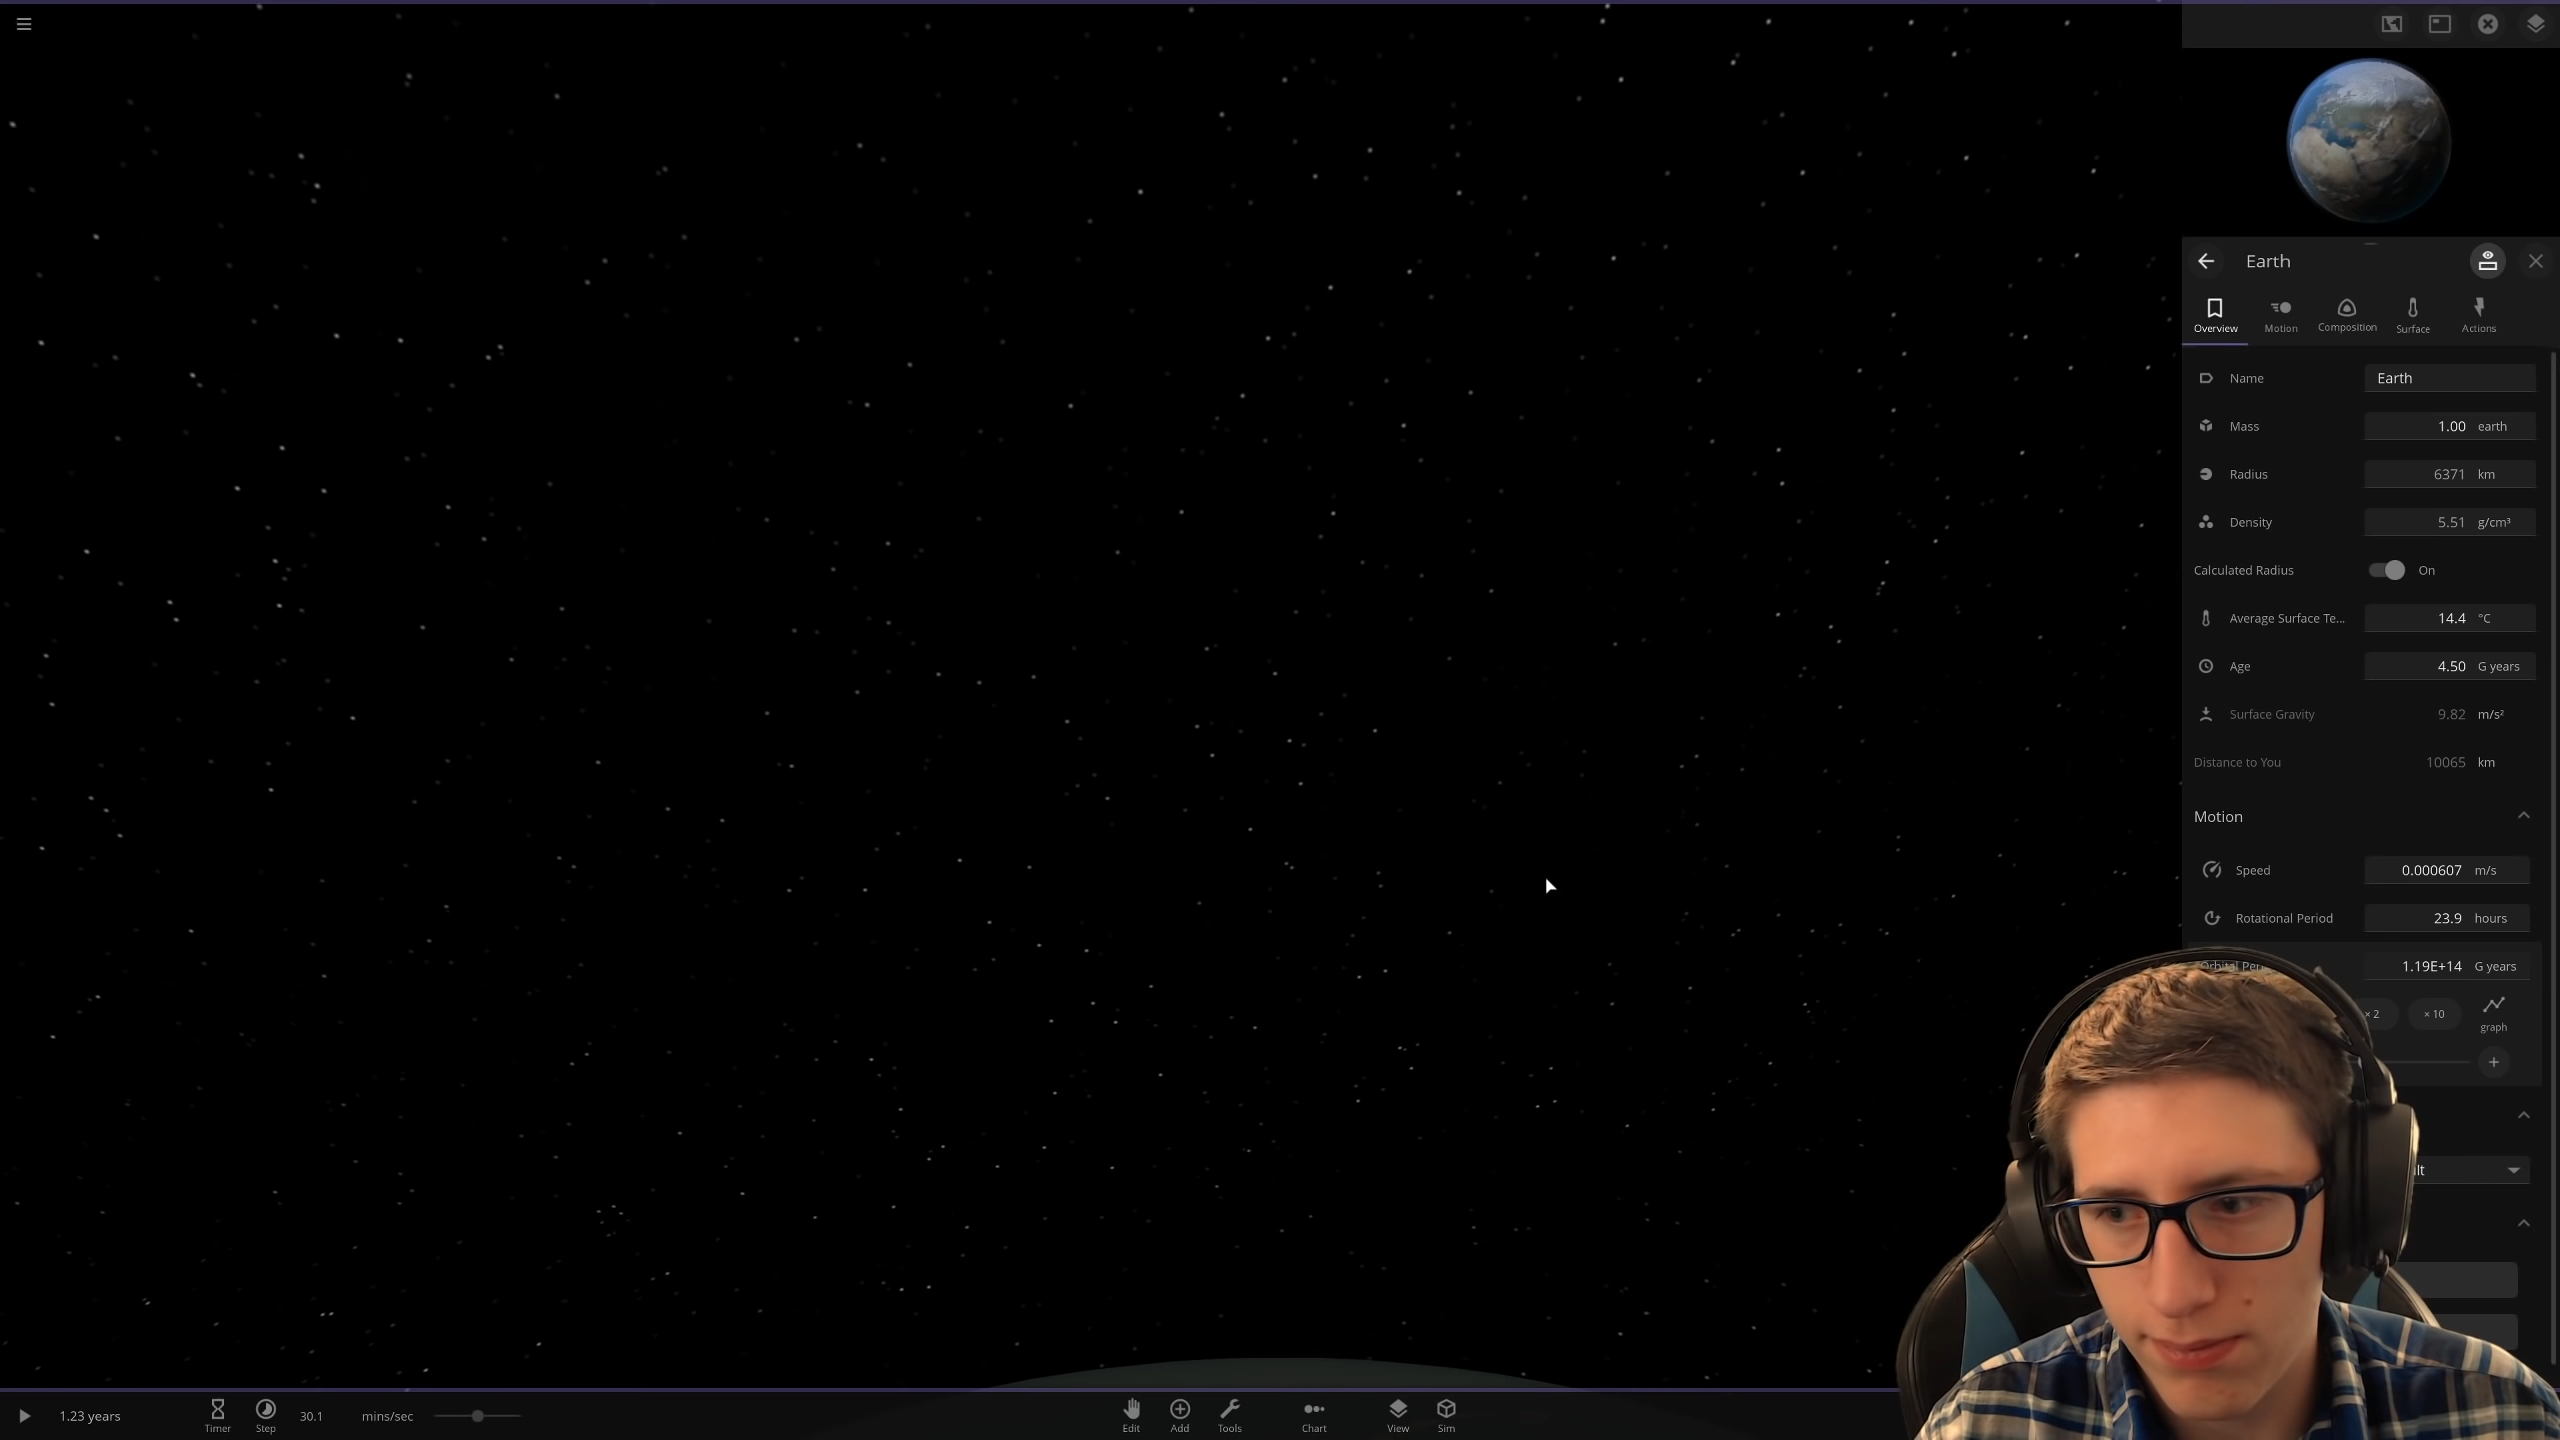 Earth
Overview
Motion
Composition
Surface
Actions
Name Earth
Mass 1.00 earth
Radius 6371 km
Density 5.51 g/cm³
Calculated Radius On
Average Surface Te... 14.4 °C
Age 4.50 G years
Surface Gravity 9.82 m/s²
Distance to You 10065 km
Motion
Speed 0.000607 m/s
Rotational Period 23.9 hours
Orbital 1.19E+14 G years
× 2 × 10 graph
1.23 years
Timer
Step
30.1 mins/sec
Edit
Add
Tools
Chart
View
Sim